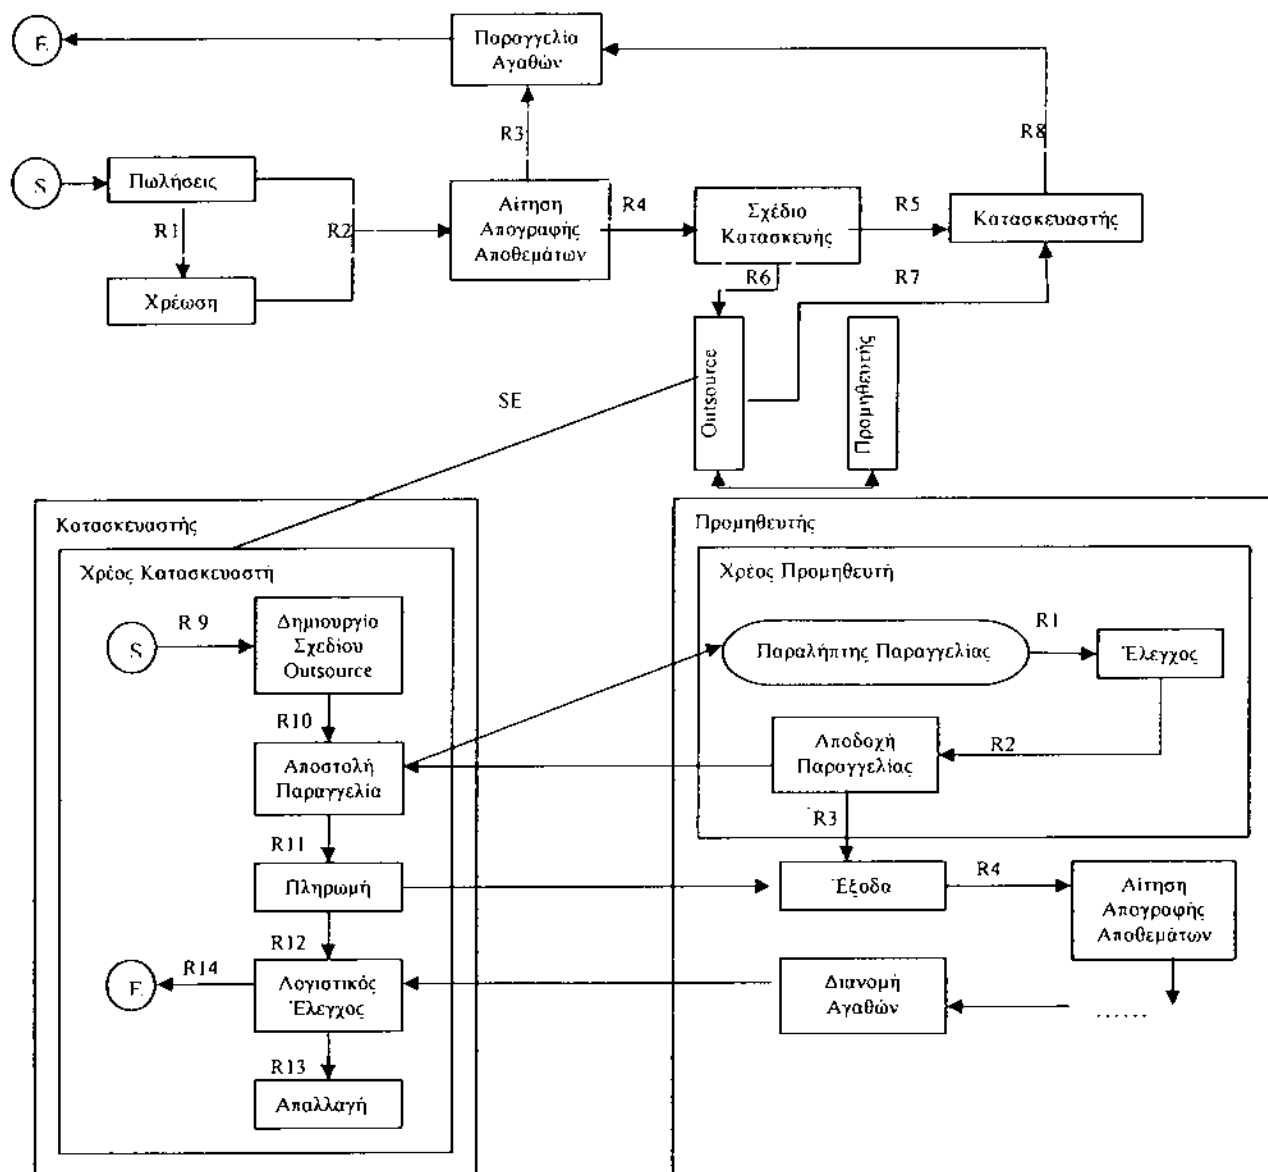 E
Παραγγελία
Αγαθών
R3
R8
S
Πωλήσεις
R1
R2
Χρέωση
Αίτηση
Απογραφής
Αποθεμάτων
R4
Σχέδιο
Κατασκευής
R5
Κατασκευαστής
R6
R7
Outsource
Προμηθευτής
SE
Κατασκευαστής
Χρέος Κατασκευαστή
S
R 9
Δημιουργία
Σχεδίου
Outsource
R10
Αποστολή
Παραγγελία
R11
Πληρωμή
R12
E
R14
Λογιστικός
Έλεγχος
R13
Απαλλαγή
Προμηθευτής
Χρέος Προμηθευτή
Παραλήπτης Παραγγελίας
R1
Έλεγχος
Αποδοχή
Παραγγελίας
R2
R3
Έξοδα
R4
Αίτηση
Απογραφής
Αποθεμάτων
Διανομή
Αγαθών
......